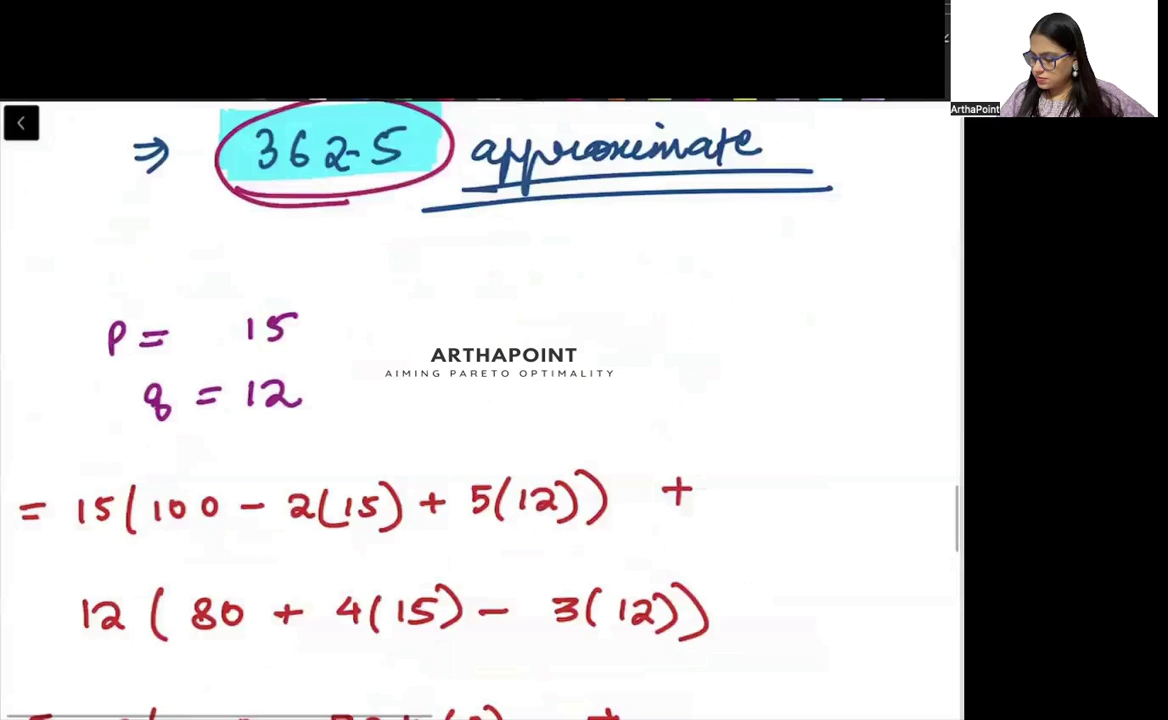 ArthaPoint
⇒ 362-5 approximate
p = 15
q = 12
ARTHAPOINT
AIMING PARETO OPTIMALITY
= 15(100 - 2(15) + 5(12)) +
12(80 + 4(15) - 3(12))